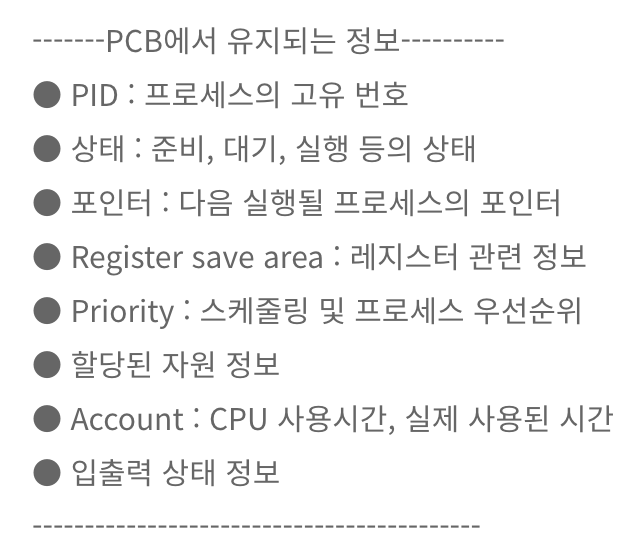 -------PCB에서 유지되는 정보----------
● PID : 프로세스의 고유 번호
● 상태 : 준비, 대기, 실행 등의 상태
● 포인터 : 다음 실행될 프로세스의 포인터
● Register save area : 레지스터 관련 정보
● Priority : 스케줄링 및 프로세스 우선순위
● 할당된 자원 정보
● Account : CPU 사용시간, 실제 사용된 시간
● 입출력 상태 정보
-------------------------------------------